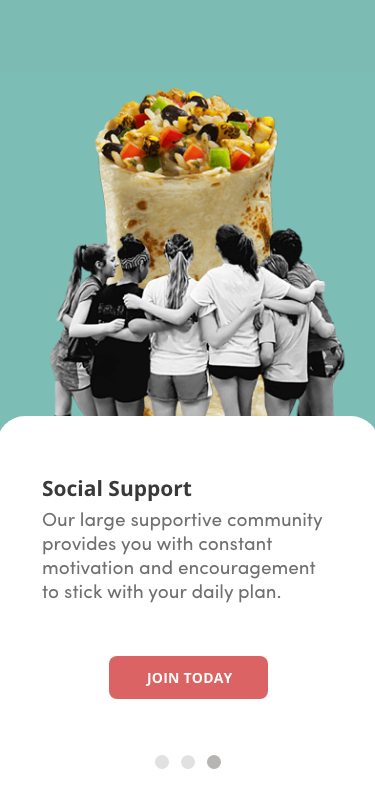 Social Support
Our large supportive community
provides you with constant
motivation and encouragement
to stick with your daily plan.
JOIN TODAY